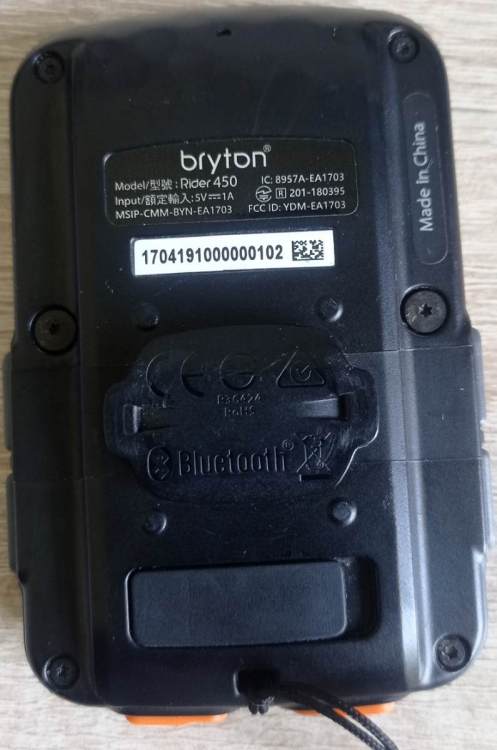 bryton®
Model/型號: Rider 450
IC: 8957A-EA1703
Input/額定輸入: 5V⎓1A
R 201-180395
MSIP-CMM-BYN-EA1703
FCC ID: YDM-EA1703
Made in China
1704191000000102
CE
R36424
RoHS
Bluetooth®